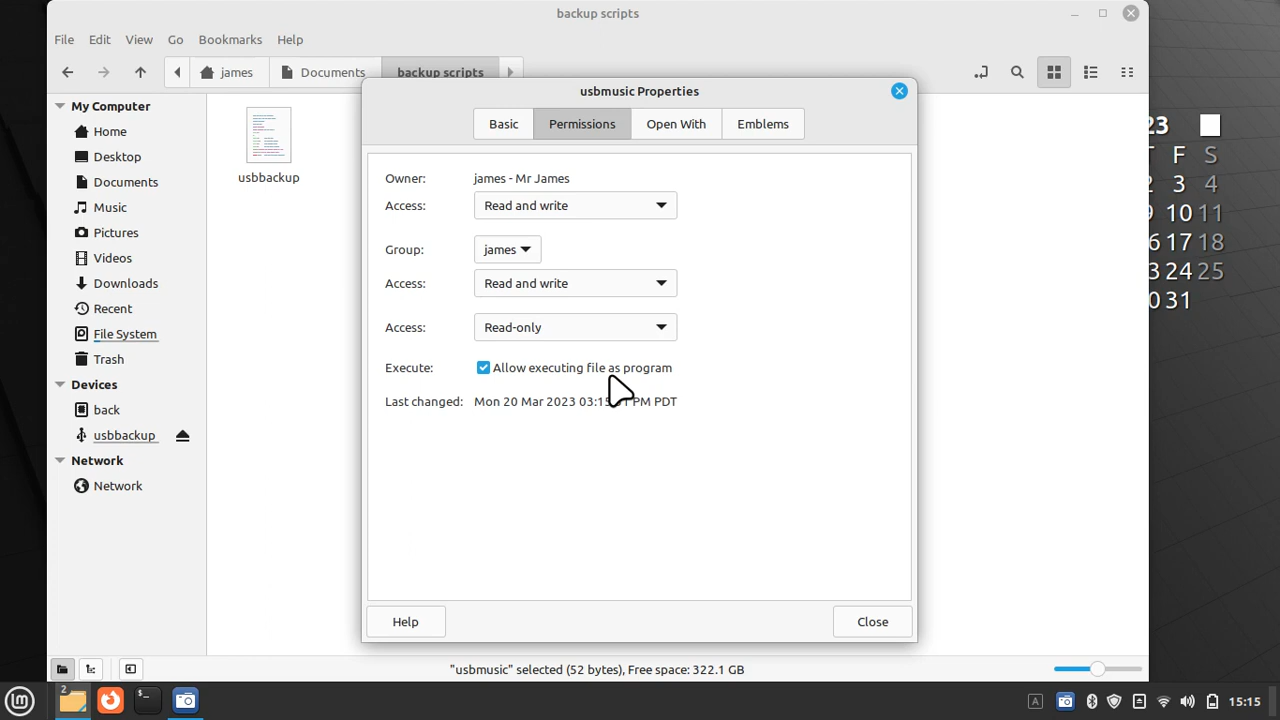 backup scripts
File Edit View Go Bookmarks Help
james Documents backup scripts
My Computer
Home
Desktop
Documents
Music
Pictures
Videos
Downloads
Recent
File System
Trash
Devices
back
usbbackup
Network
Network
usbbackup
usbmusic Properties
Basic Permissions Open With Emblems
Owner: james - Mr James
Access: Read and write
Group: james
Access: Read and write
Access: Read-only
Execute: Allow executing file as program
Last changed: Mon 20 Mar 2023 03:15 PM PDT
Help Close
"usbmusic" selected (52 bytes), Free space: 322.1 GB
23
F S
3 4
10 11
17 18
24 25
31
2
lm
$_
A
15:15